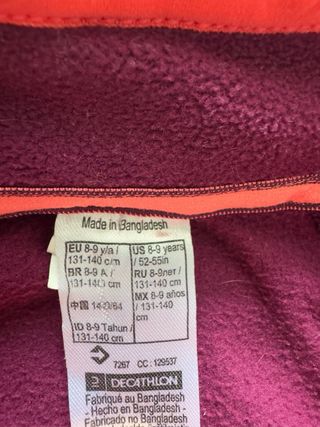 Made in Bangladesh
EU 8-9 y/a /
131-140 cm
BR 8-9 A /
131-140 cm
中国
ID 8-9 Tahun /
131-140 cm
US 8-9 years
/ 52-55in
RU 8-9лет /
131-140 cm
MX 8-9 años
/ 131-140
cm
7267 CC: 129537
DECATHLON
Fabriqué au Bangladesh
- Hecho en Bangladesh -
Fabricado no Bangladesh